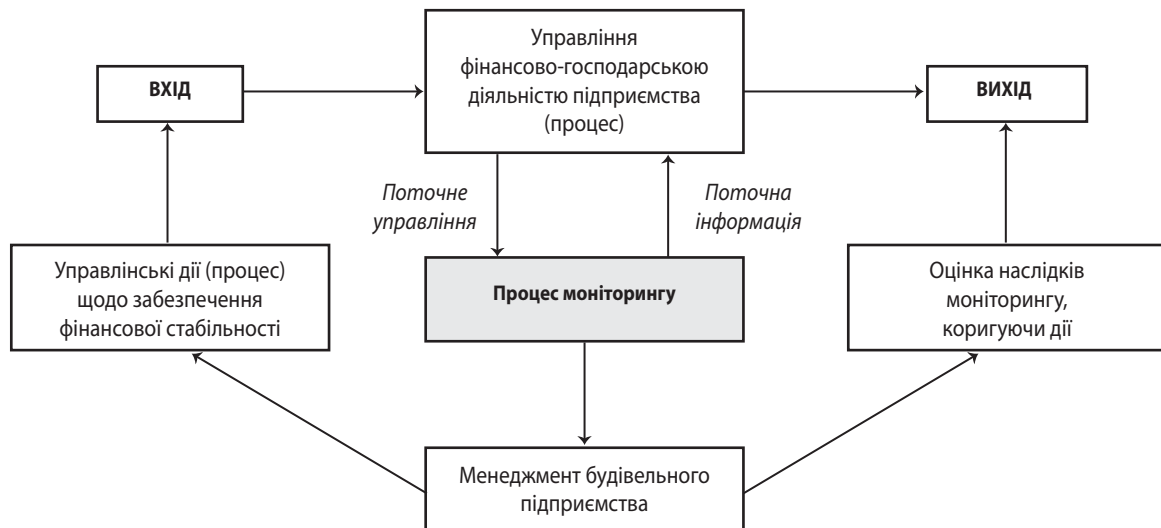 Управління
фінансово-господарською
діяльністю підприємства
(процес)
ВХІД
ВИХІД
Поточне
управління
Поточна
інформація
Управлінські дії (процес)
щодо забезпечення
фінансової стабільності
Процес моніторингу
Оцінка наслідків
моніторингу,
коригуючи дії
Менеджмент будівельного
підприємства